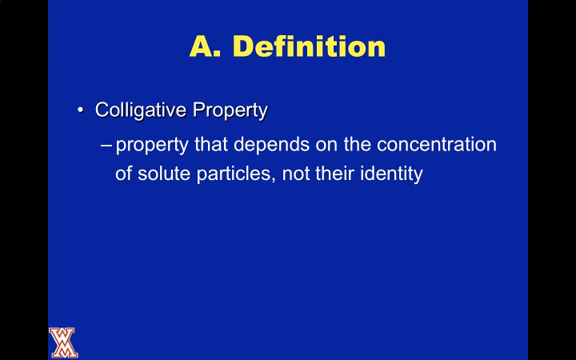 A. Definition
• Colligative Property
– property that depends on the concentration
of solute particles, not their identity